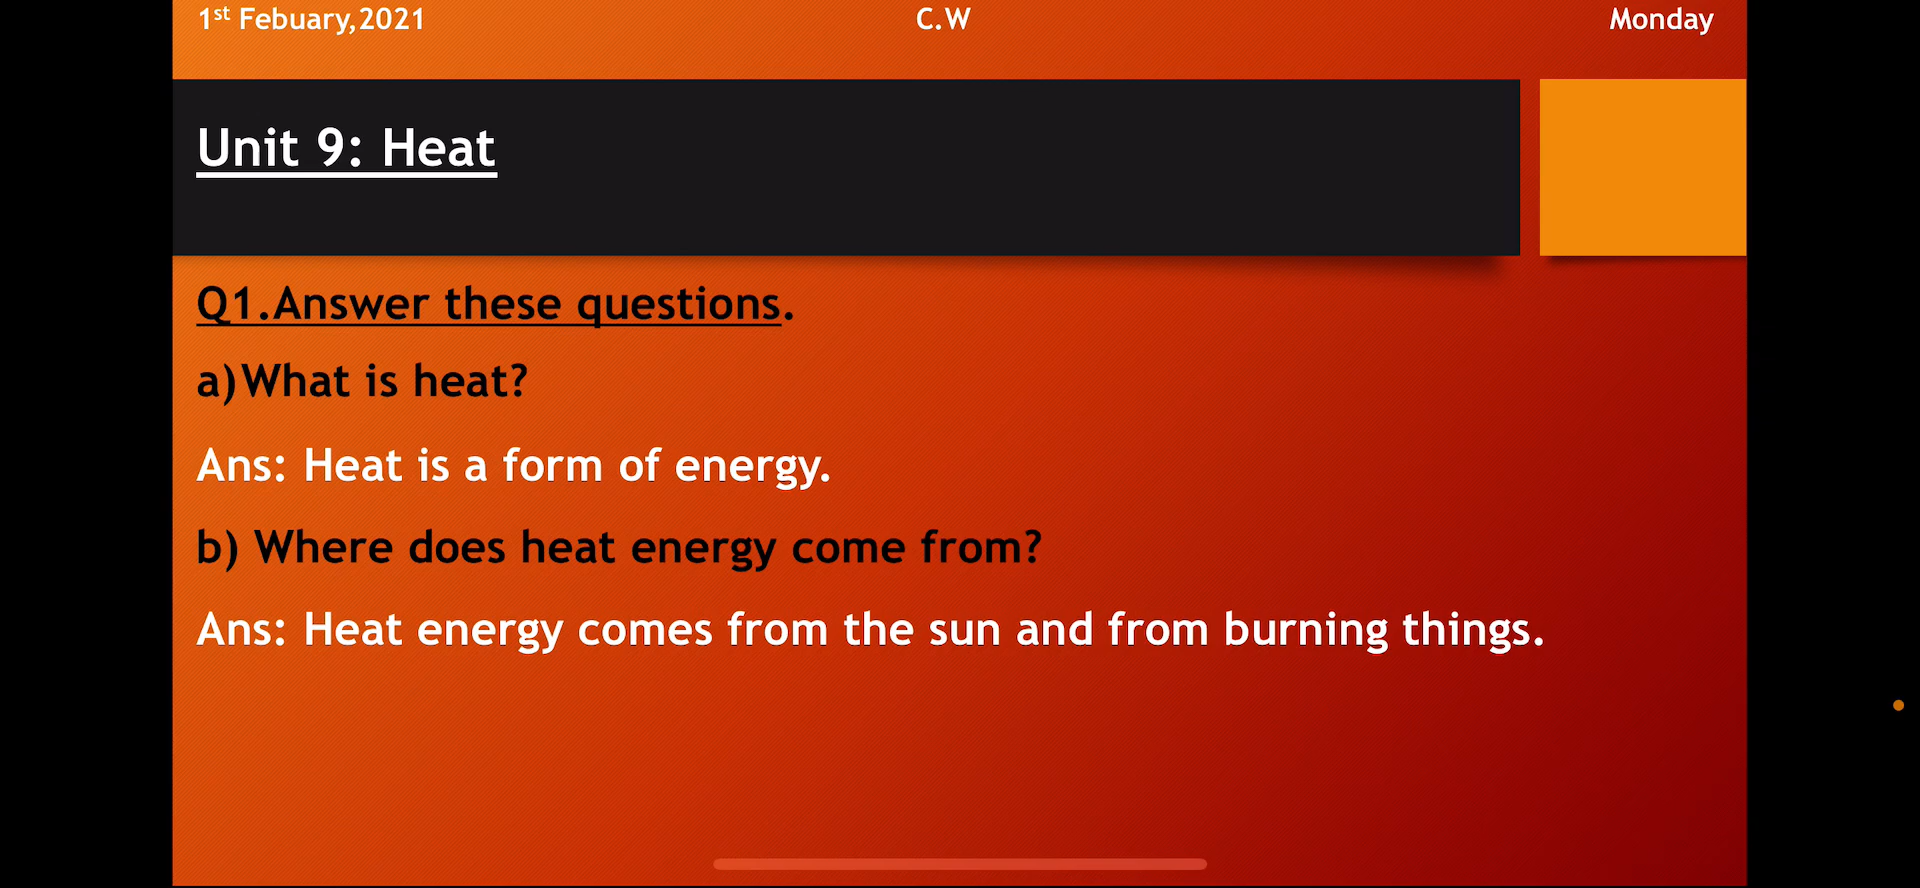 1st Febuary,2021 C.W Monday
Unit 9: Heat
Q1.Answer these questions.
a)What is heat?
Ans: Heat is a form of energy.
b) Where does heat energy come from?
Ans: Heat energy comes from the sun and from burning things.